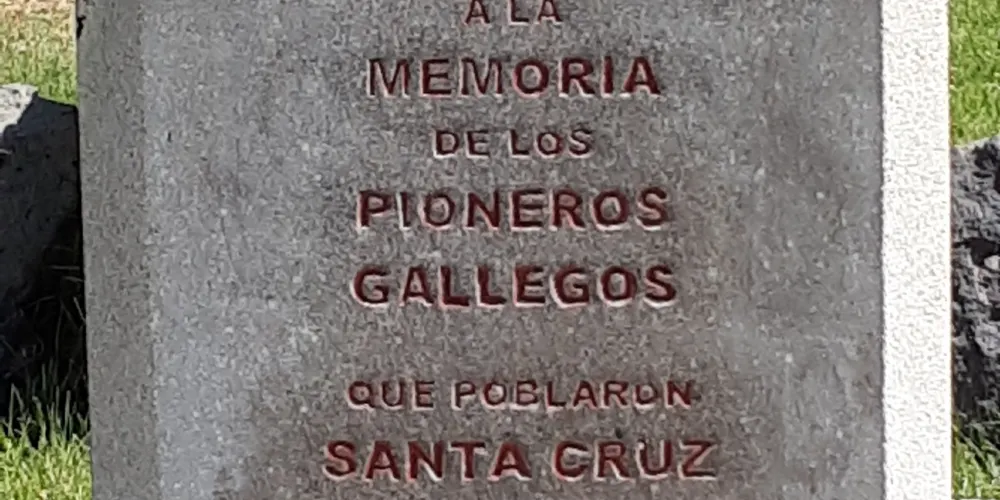 A LA
MEMORIA
DE LOS
PIONEROS
GALLEGOS
QUE POBLARON
SANTA CRUZ